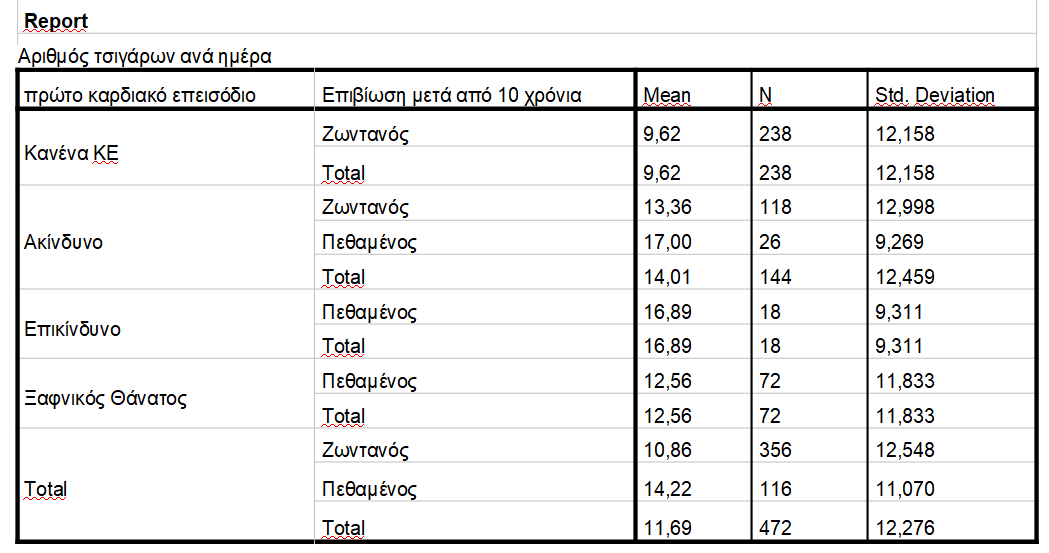 Report
Αριθμός τσιγάρων ανά ημέρα
πρώτο καρδιακό επεισόδιο Επιβίωση μετά από 10 χρόνια Mean N Std. Deviation
Κανένα ΚΕ Ζωντανός 9,62 238 12,158
Total 9,62 238 12,158
Ακίνδυνο Ζωντανός 13,36 118 12,998
Πεθαμένος 17,00 26 9,269
Total 14,01 144 12,459
Επικίνδυνο Πεθαμένος 16,89 18 9,311
Total 16,89 18 9,311
Ξαφνικός Θάνατος Πεθαμένος 12,56 72 11,833
Total 12,56 72 11,833
Total Ζωντανός 10,86 356 12,548
Πεθαμένος 14,22 116 11,070
Total 11,69 472 12,276